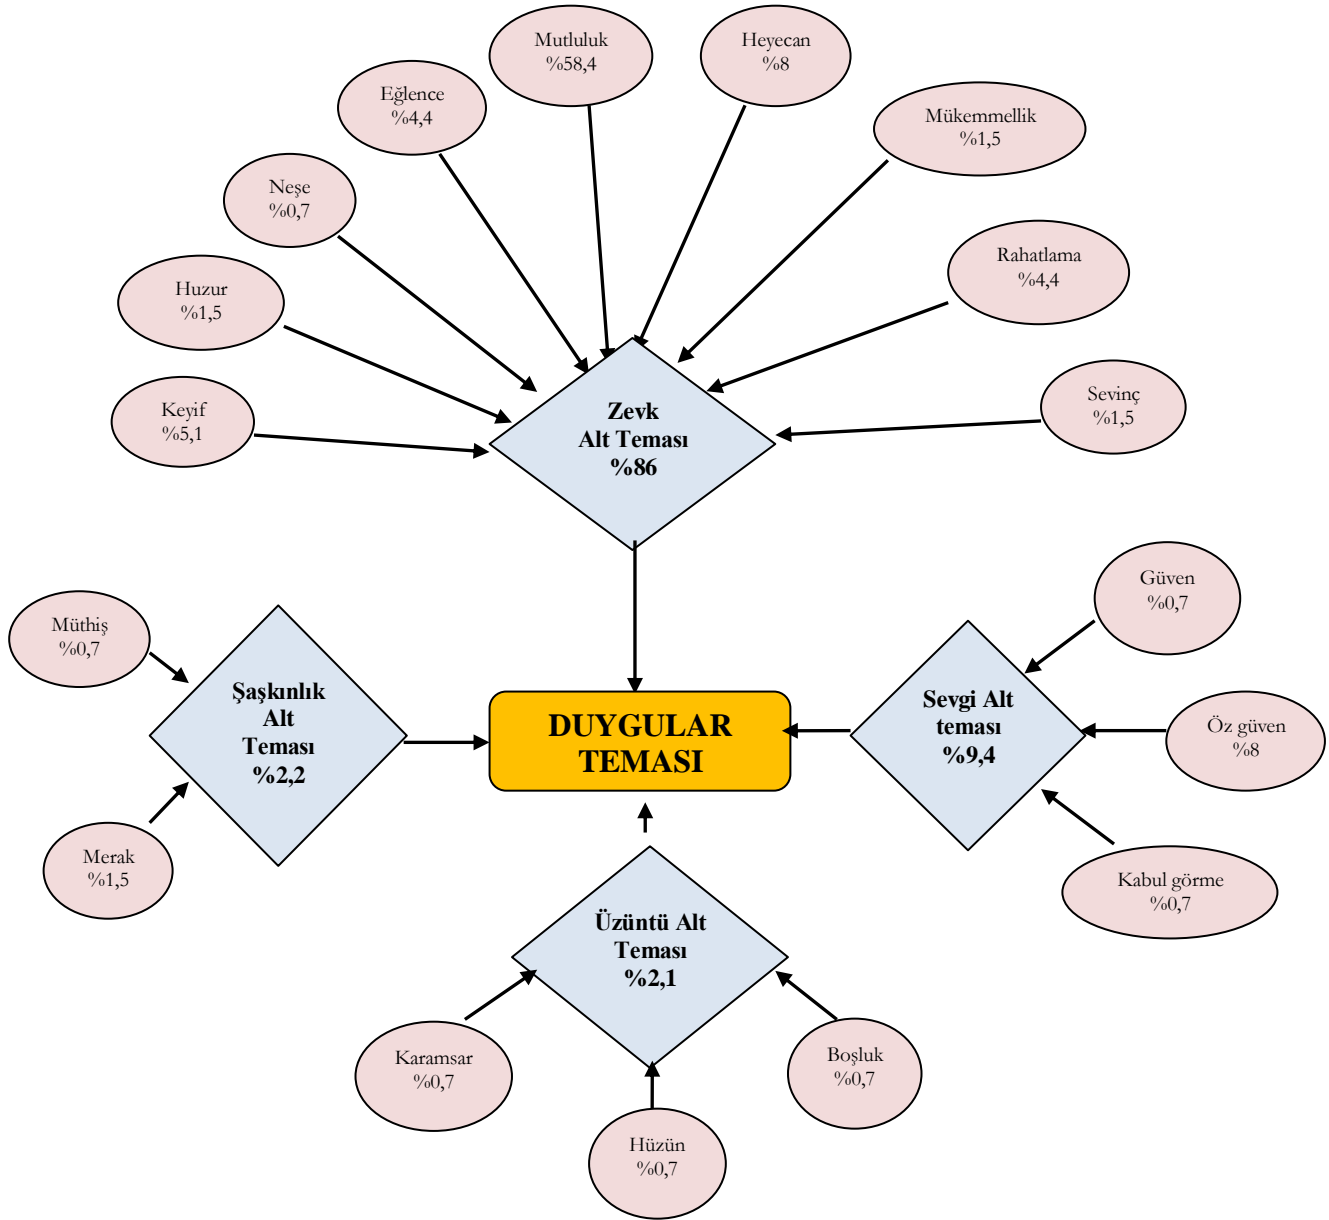 Mutluluk
%58,4
Heyecan
%8
Eğlence
%4,4
Mükemmellik
%1,5
Neşe
%0,7
Rahatlama
%4,4
Huzur
%1,5
Keyif
%5,1
Sevinç
%1,5
Zevk
Alt Teması
%86
Güven
%0,7
Müthiş
%0,7
Şaşkınlık
Alt
Teması
%2,2
DUYGULAR
TEMASI
Sevgi Alt
teması
%9,4
Öz güven
%8
Merak
%1,5
Kabul görme
%0,7
Üzüntü Alt
Teması
%2,1
Karamsar
%0,7
Boşluk
%0,7
Hüzün
%0,7